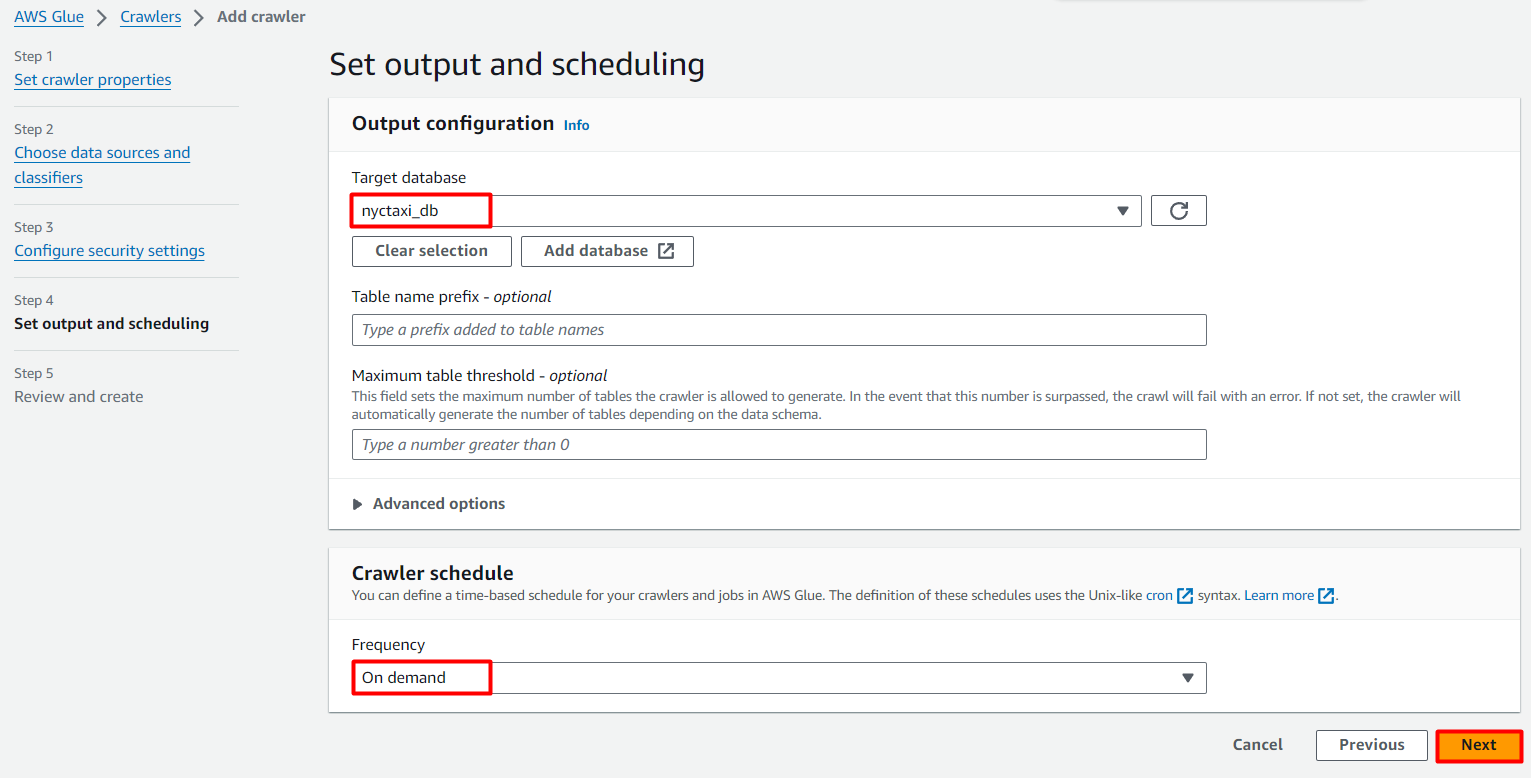 AWS Glue > Crawlers > Add crawler
Step 1
Set crawler properties
Step 2
Choose data sources and
classifiers
Step 3
Configure security settings
Step 4
Set output and scheduling
Step 5
Review and create
Set output and scheduling
Output configuration Info
Target database
nyctaxi_db
Clear selection
Add database
Table name prefix - optional
Type a prefix added to table names
Maximum table threshold - optional
This field sets the maximum number of tables the crawler is allowed to generate. In the event that this number is surpassed, the crawl will fail with an error. If not set, the crawler will
automatically generate the number of tables depending on the data schema.
Type a number greater than 0
Advanced options
Crawler schedule
You can define a time-based schedule for your crawlers and jobs in AWS Glue. The definition of these schedules uses the Unix-like cron syntax. Learn more.
Frequency
On demand
Cancel
Previous
Next